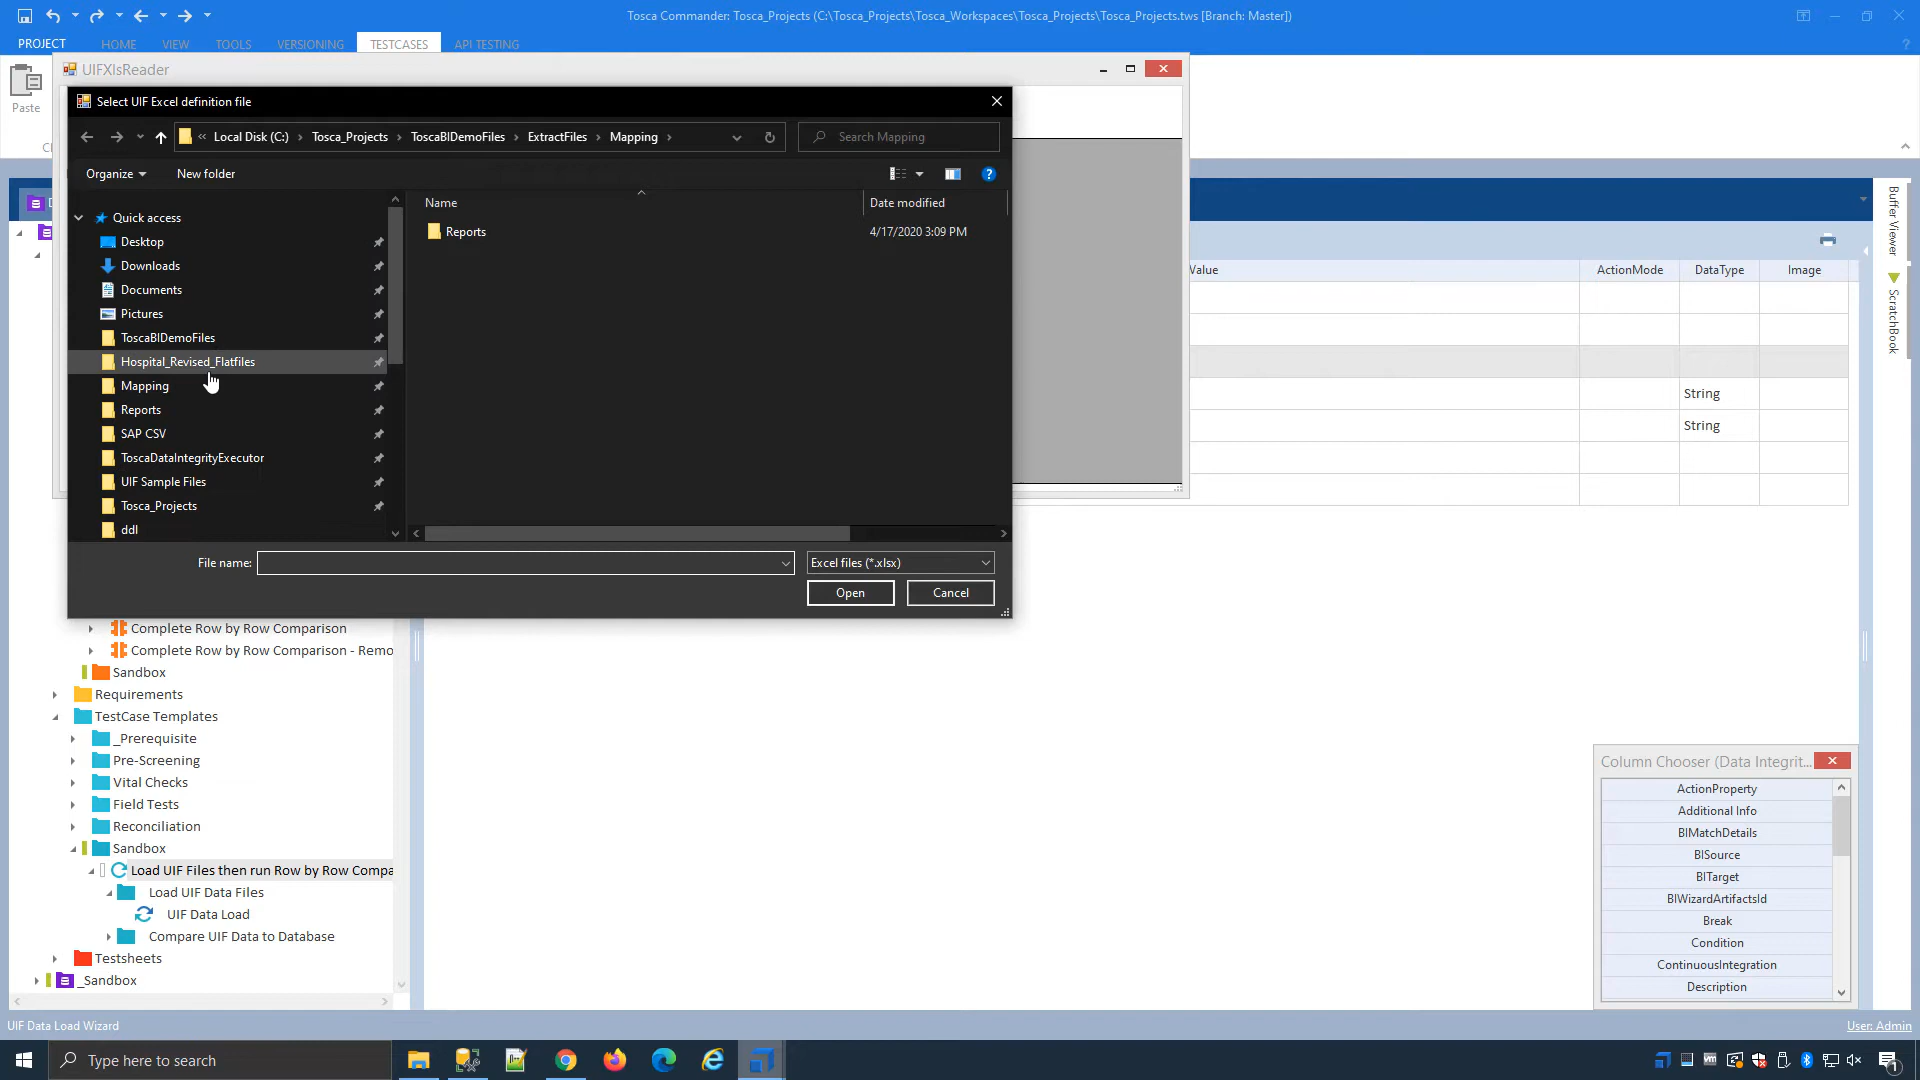 Tosca Commander: Tosca_Projects (C:\Tosca_Projects\Tosca_Workspaces\Tosca_Projects\Tosca_Projects.tws [Branch: Master])
PROJECT HOME VIEW TOOLS VERSIONING TESTCASES API TESTING
Paste
UIFXlsReader
Select UIF Excel definition file
« Local Disk (C:) › Tosca_Projects › ToscaBIDemoFiles › ExtractFiles › Mapping ›
Search Mapping
Organize New folder
Name Date modified
Reports 4/17/2020 3:09 PM
Quick access
Desktop
Downloads
Documents
Pictures
ToscaBIDemoFiles
Hospital_Revised_Flatfiles
Mapping
Reports
SAP CSV
ToscaDataIntegrityExecutor
UIF Sample Files
Tosca_Projects
ddl
File name:
Excel files (*.xlsx)
Open Cancel
Value ActionMode DataType Image
String
String
Buffer Viewer
ScratchBook
Complete Row by Row Comparison
Complete Row by Row Comparison - Remo
Sandbox
Requirements
TestCase Templates
_Prerequisite
Pre-Screening
Vital Checks
Field Tests
Reconciliation
Sandbox
Load UIF Files then run Row by Row Compa
Load UIF Data Files
UIF Data Load
Compare UIF Data to Database
Testsheets
_Sandbox
Column Chooser (Data Integrit...
ActionProperty
Additional Info
BIMatchDetails
BISource
BITarget
BIWizardArtifactsId
Break
Condition
ContinuousIntegration
Description
UIF Data Load Wizard
User: Admin
Type here to search
1